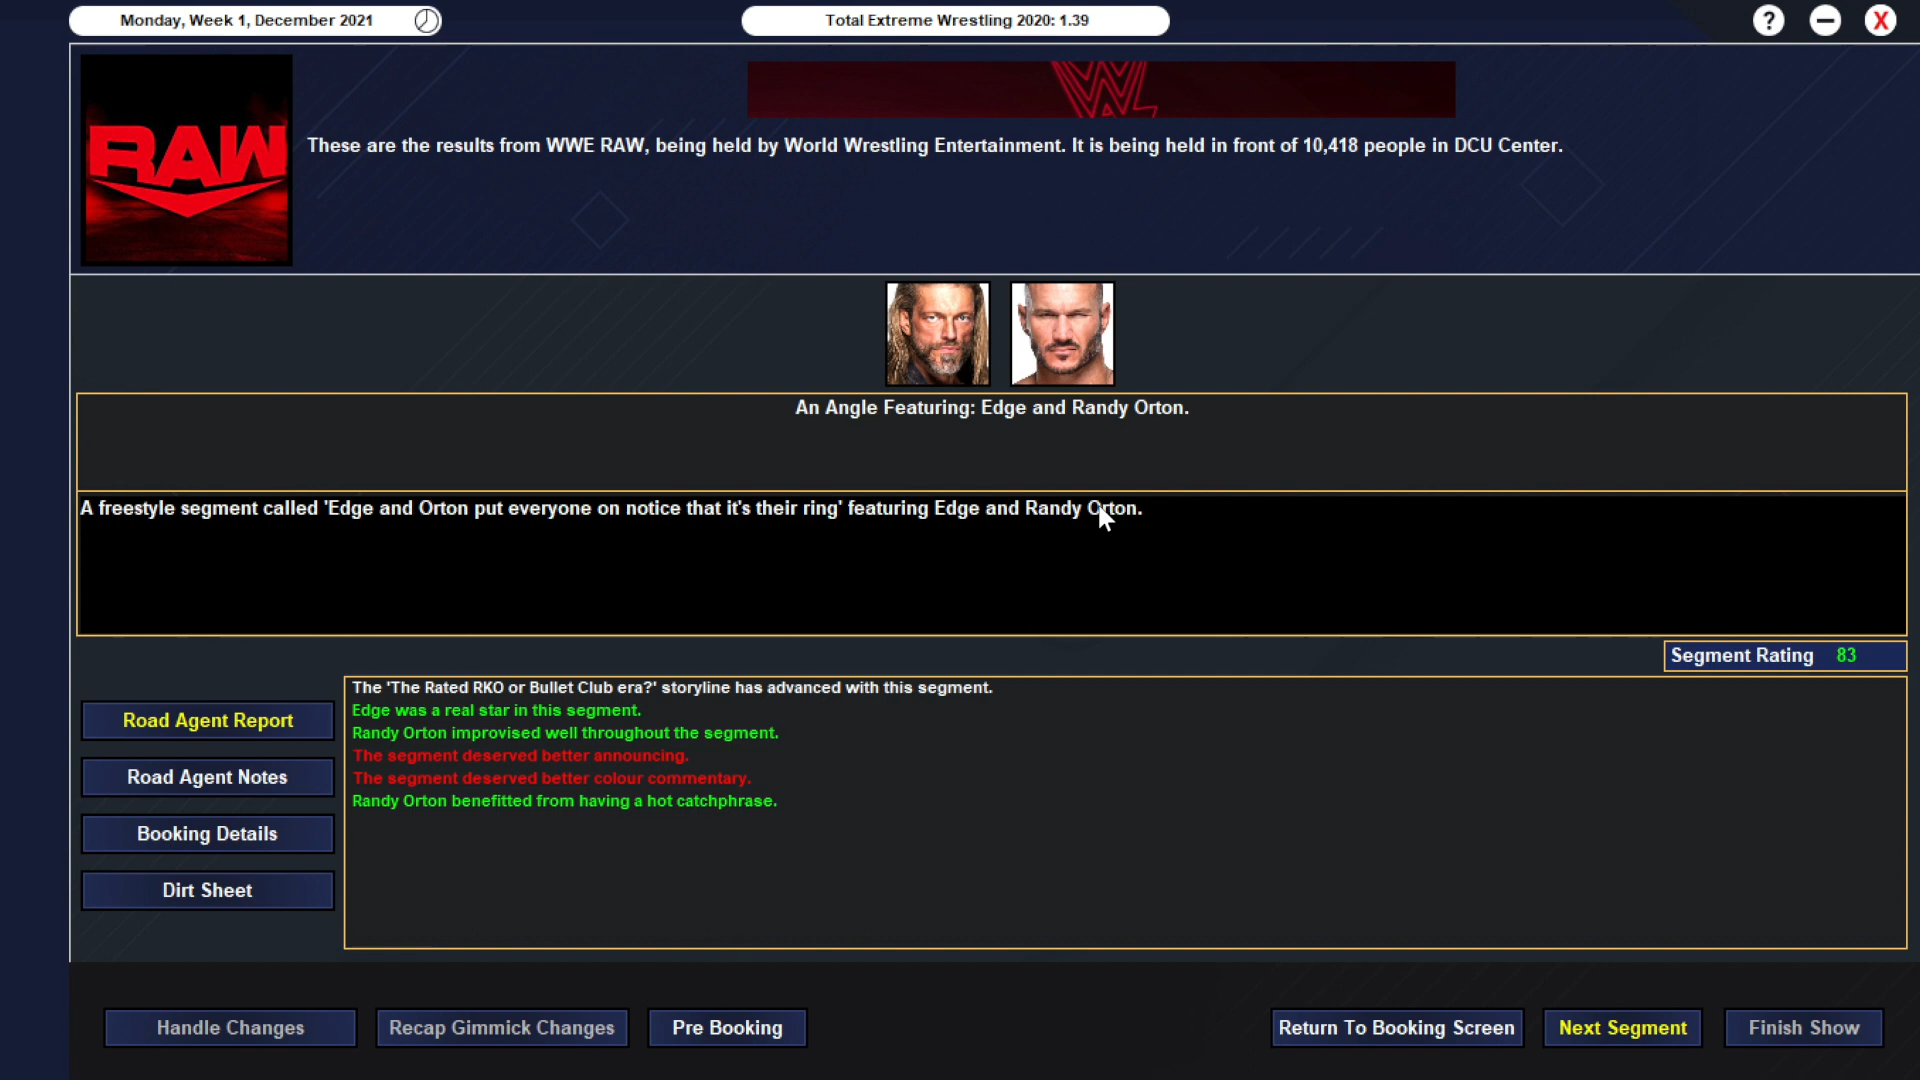 Monday, Week 1, December 2021
Total Extreme Wrestling 2020: 1.39
?
X
RAW
These are the results from WWE RAW, being held by World Wrestling Entertainment. It is being held in front of 10,418 people in DCU Center.
An Angle Featuring: Edge and Randy Orton.
A freestyle segment called 'Edge and Orton put everyone on notice that it's their ring' featuring Edge and Randy Orton.
Segment Rating 83
The 'The Rated RKO or Bullet Club era?' storyline has advanced with this segment.
Edge was a real star in this segment.
Randy Orton improvised well throughout the segment.
The segment deserved better announcing.
The segment deserved better colour commentary.
Randy Orton benefitted from having a hot catchphrase.
Road Agent Report
Road Agent Notes
Booking Details
Dirt Sheet
Handle Changes
Recap Gimmick Changes
Pre Booking
Return To Booking Screen
Next Segment
Finish Show